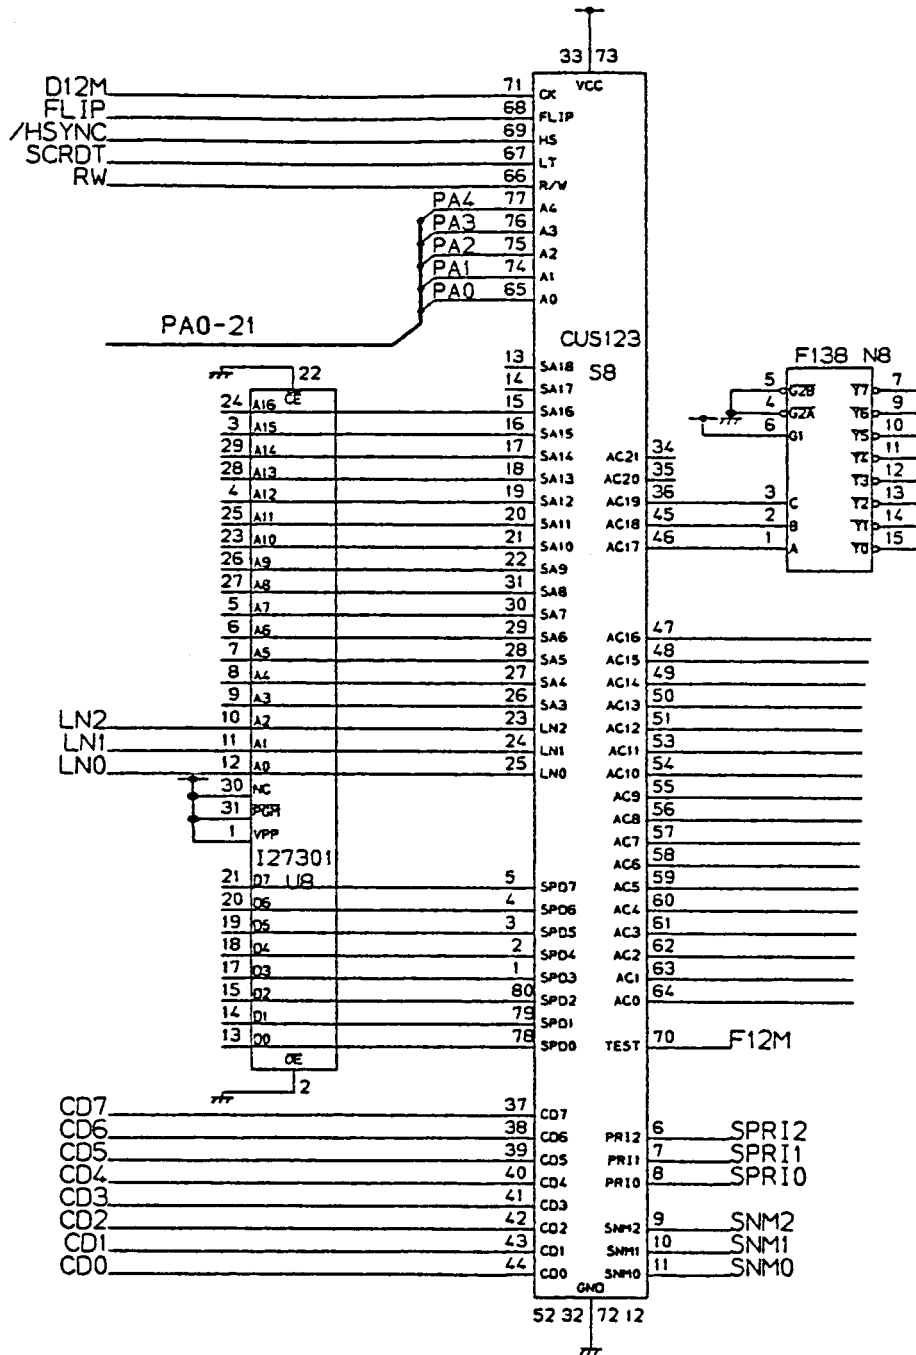 33 73
VCC
D12M 71 CK
FLIP 68 FLIP
/HSYNC 69 HS
SCRDT 67 LT
RW 66 R/W
PA4 77 A4
PA3 76 A3
PA2 75 A2
PA1 74 A1
PA0 65 A0
PA0-21
CUS123
S8
F138 N8
22
CE
13 SA18
14 SA17
24 A16 15 SA16
3 A15 16 SA15
29 A14 17 SA14
28 A13 18 SA13
4 A12 19 SA12
25 A11 20 SA11
23 A10 21 SA10
26 A9 22 SA9
27 A8 31 SA8
5 A7 30 SA7
6 A6 29 SA6
7 A5 28 SA5
8 A4 27 SA4
9 A3 26 SA3
LN2 10 A2 23 LN2
LN1 11 A1 24 LN1
LN0 12 A0 25 LN0
30 NC
31 PGM
1 VPP
I27301
U8
21 D7 5 SPD7
20 D6 4 SPD6
19 D5 3 SPD5
18 D4 2 SPD4
17 D3 1 SPD3
15 D2 80 SPD2
14 D1 79 SPD1
13 D0 78 SPD0
OE
2
CD7 37 CD7
CD6 38 CD6
CD5 39 CD5
CD4 40 CD4
CD3 41 CD3
CD2 42 CD2
CD1 43 CD1
CD0 44 CD0
AC21 34
AC20 35
AC19 36
AC18 45
AC17 46
5 G2B Y7 7
4 G2A Y6 9
6 G1 Y5 10
Y4 11
Y3 12
3 C Y2 13
2 B Y1 14
1 A Y0 15
AC16 47
AC15 48
AC14 49
AC13 50
AC12 51
AC11 53
AC10 54
AC9 55
AC8 56
AC7 57
AC6 58
AC5 59
AC4 60
AC3 61
AC2 62
AC1 63
AC0 64
TEST 70 F12M
PRI2 6 SPRI2
PRI1 7 SPRI1
PRI0 8 SPRI0
SNM2 9 SNM2
SNM1 10 SNM1
SNM0 11 SNM0
GND
52 32 72 12